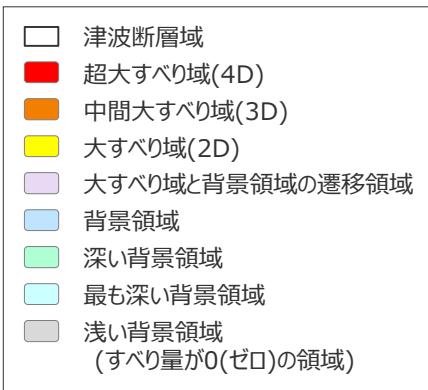 津波断層域
超大すべり域(4D)
中間大すべり域(3D)
大すべり域(2D)
大すべり域と背景領域の遷移領域
背景領域
深い背景領域
最も深い背景領域
浅い背景領域
(すべり量が0(ゼロ)の領域)